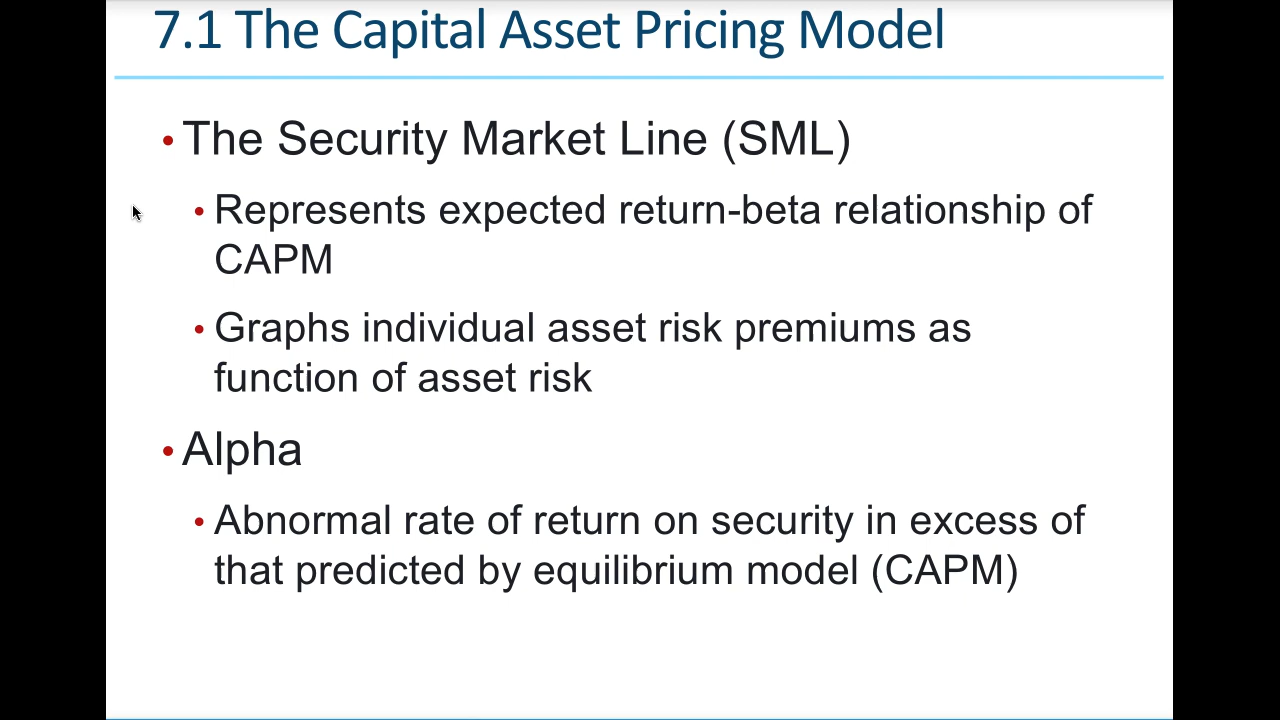 7.1 The Capital Asset Pricing Model
• The Security Market Line (SML)
• Represents expected return-beta relationship of
CAPM
• Graphs individual asset risk premiums as
function of asset risk
• Alpha
• Abnormal rate of return on security in excess of
that predicted by equilibrium model (CAPM)